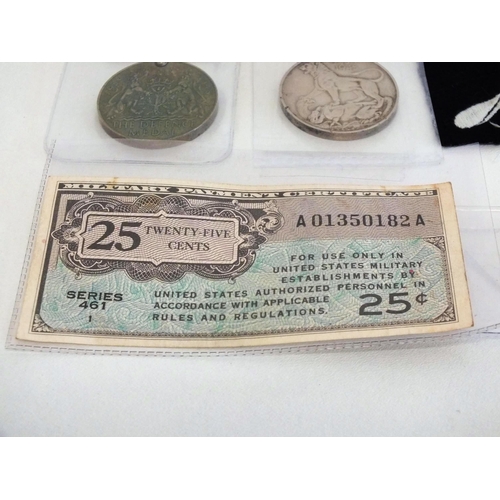 MILITARY PAYMENT CERTIFICATE
25 TWENTY-FIVE CENTS
A01350182A
FOR USE ONLY IN
UNITED STATES MILITARY
ESTABLISHMENTS BY
UNITED STATES AUTHORIZED PERSONNEL IN
ACCORDANCE WITH APPLICABLE
RULES AND REGULATIONS.
SERIES
461
1
25¢